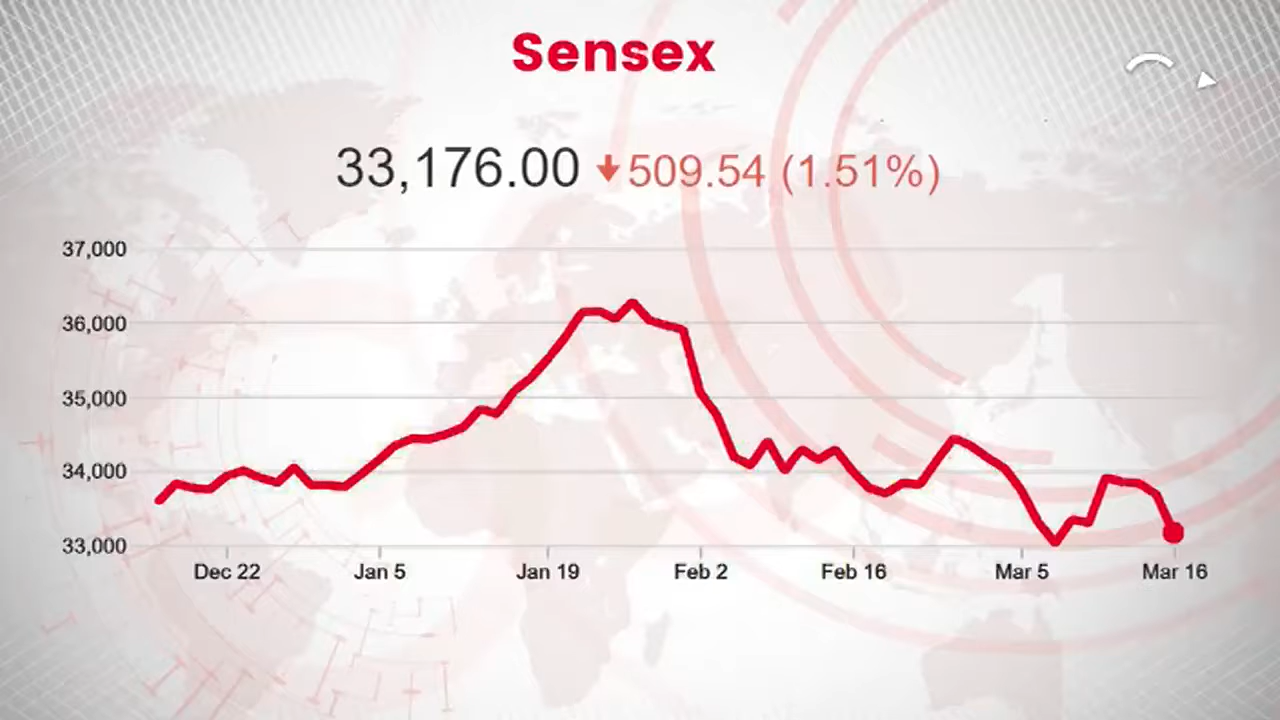 Sensex
33,176.00 509.54 (1.51%)
37,000
36,000
35,000
34,000
33,000
Dec 22 Jan 5 Jan 19 Feb 2 Feb 16 Mar 5 Mar 16